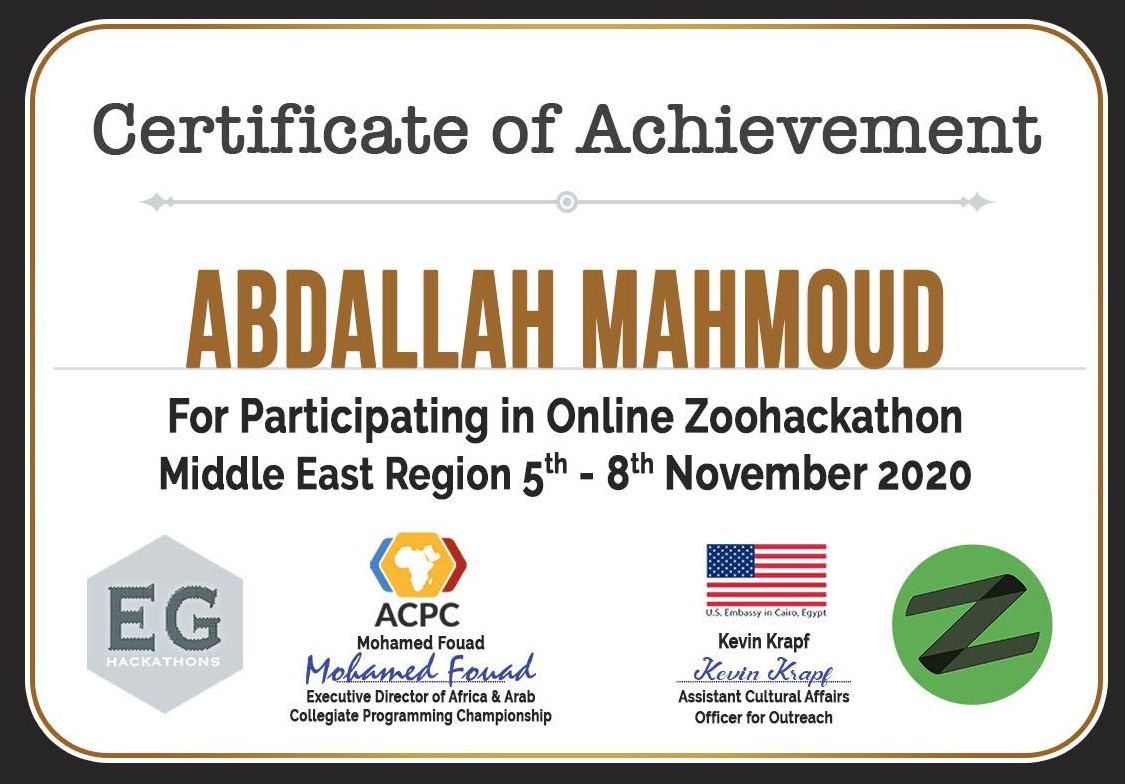 Certificate of Achievement
ABDALLAH MAHMOUD
For Participating in Online Zoohackathon
Middle East Region 5th - 8th November 2020
EG
HACKATHONS
ACPC
Mohamed Fouad
Mohamed Fouad
Executive Director of Africa & Arab
Collegiate Programming Championship
U.S. Embassy in Cairo, Egypt
Kevin Krapf
Kevin Krapf
Assistant Cultural Affairs
Officer for Outreach
Z